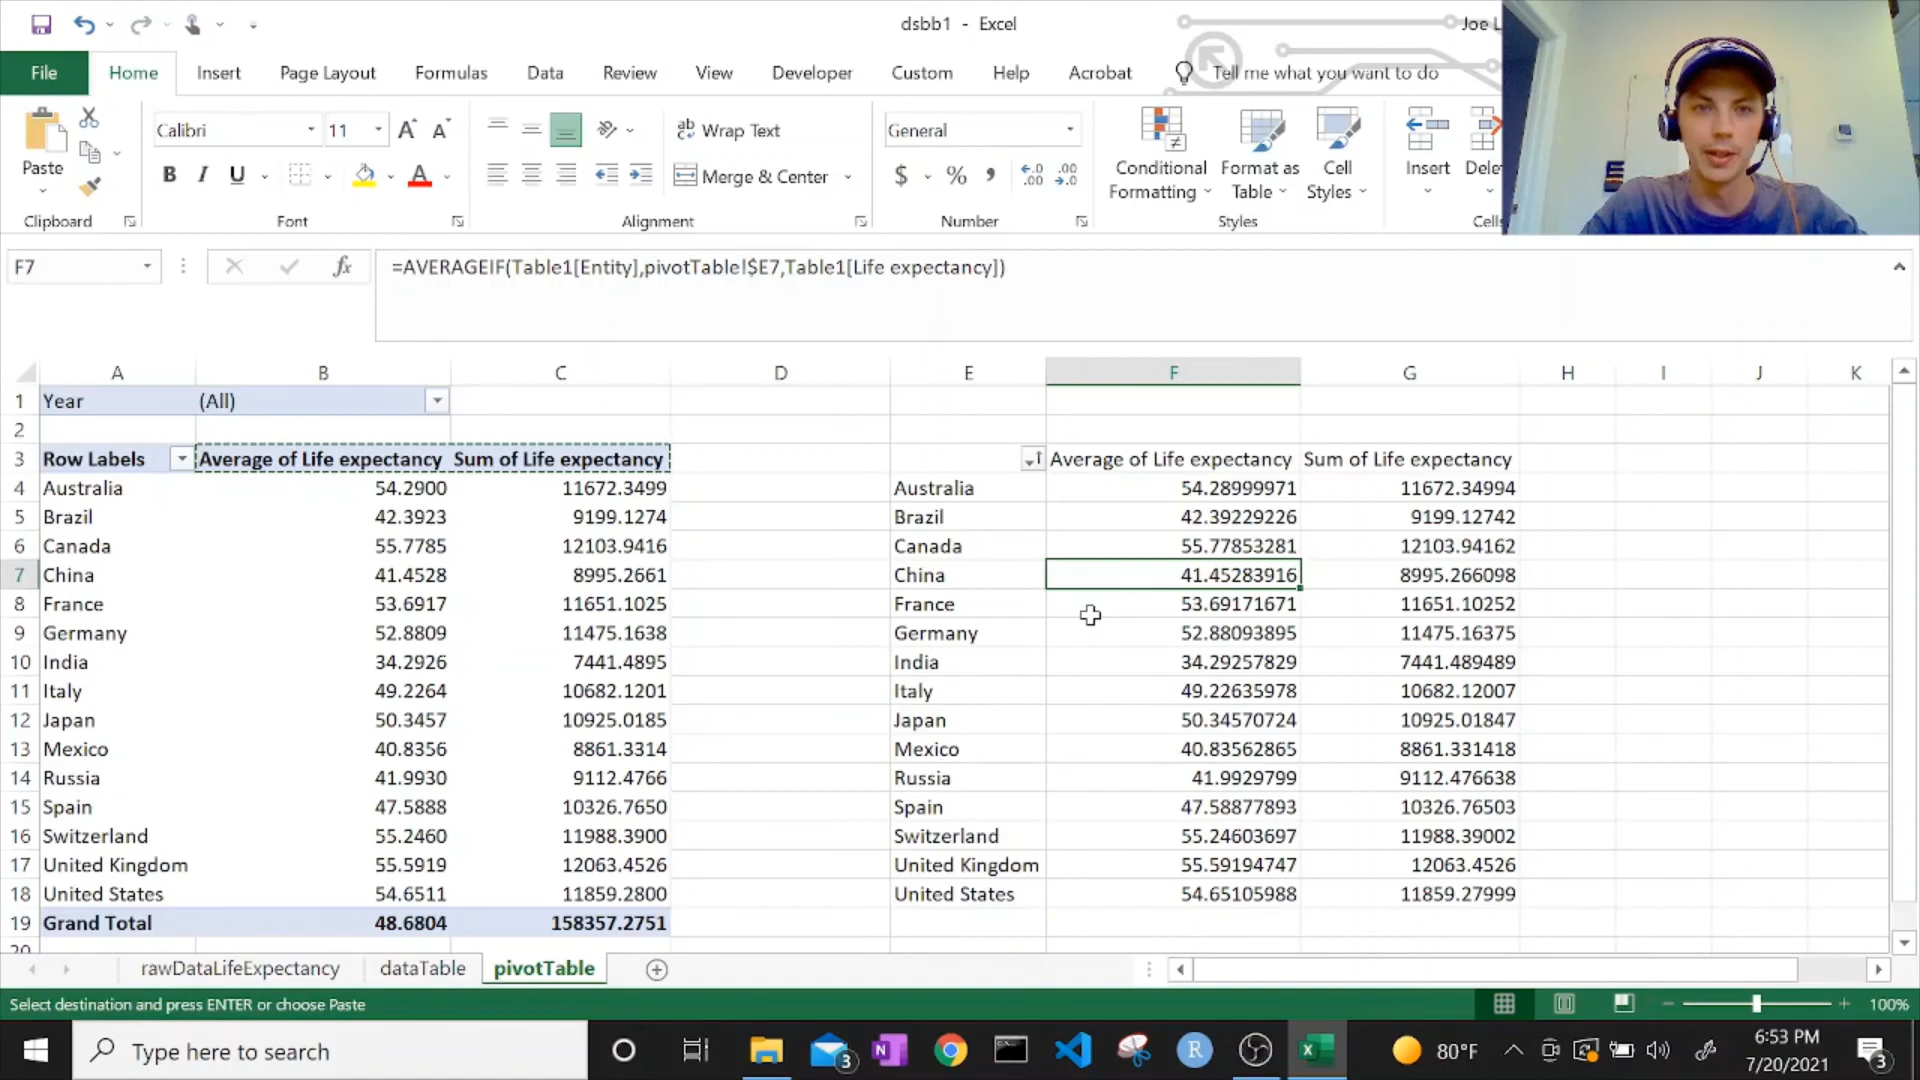 dsbb1 - Excel
Joe L
File Home Insert Page Layout Formulas Data Review View Developer Custom Help Acrobat Tell me what you want to do
Paste
Calibri 11
B I U
Wrap Text
Merge & Center
General
$ %
Conditional Formatting
Format as Table
Cell Styles
Insert
Dele
Clipboard Font Alignment Number Styles Cells
F7 fx =AVERAGEIF(Table1[Entity],pivotTable!$E7,Table1[Life expectancy])
A B C D E F G H I J K
1 Year (All)
2
3 Row Labels Average of Life expectancy Sum of Life expectancy Average of Life expectancy Sum of Life expectancy
4 Australia 54.2900 11672.3499 Australia 54.28999971 11672.34994
5 Brazil 42.3923 9199.1274 Brazil 42.39229226 9199.12742
6 Canada 55.7785 12103.9416 Canada 55.77853281 12103.94162
7 China 41.4528 8995.2661 China 41.45283916 8995.266098
8 France 53.6917 11651.1025 France 53.69171671 11651.10252
9 Germany 52.8809 11475.1638 Germany 52.88093895 11475.16375
10 India 34.2926 7441.4895 India 34.29257829 7441.489489
11 Italy 49.2264 10682.1201 Italy 49.22635978 10682.12007
12 Japan 50.3457 10925.0185 Japan 50.34570724 10925.01847
13 Mexico 40.8356 8861.3314 Mexico 40.83562865 8861.331418
14 Russia 41.9930 9112.4766 Russia 41.9929799 9112.476638
15 Spain 47.5888 10326.7650 Spain 47.58877893 10326.76503
16 Switzerland 55.2460 11988.3900 Switzerland 55.24603697 11988.39002
17 United Kingdom 55.5919 12063.4526 United Kingdom 55.59194747 12063.4526
18 United States 54.6511 11859.2800 United States 54.65105988 11859.27999
19 Grand Total 48.6804 158357.2751
20
rawDataLifeExpectancy dataTable pivotTable
Select destination and press ENTER or choose Paste 100%
Type here to search 3 80°F 6:53 PM
7/20/2021 3